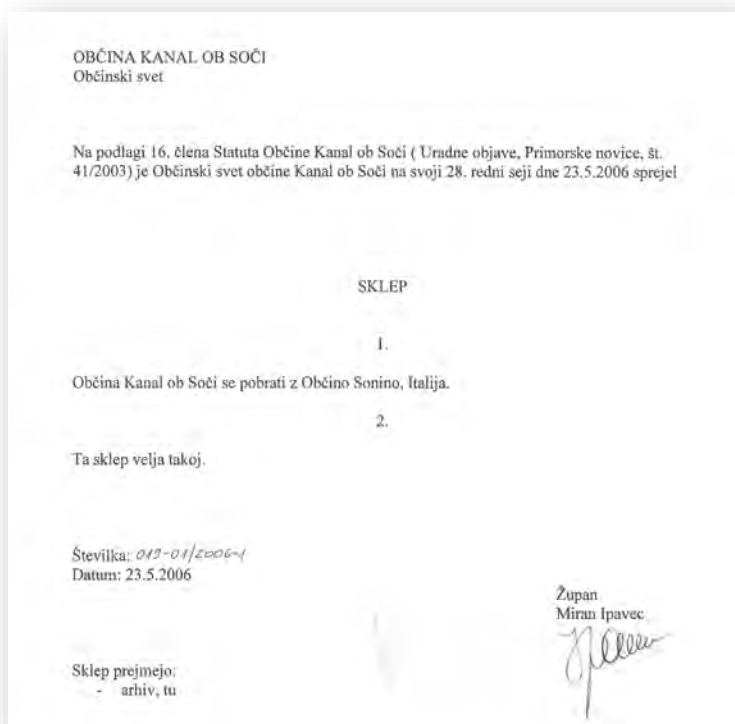 OBČINA KANAL OB SOČI
Občinski svet
Na podlagi 16. člena Statuta Občine Kanal ob Soči ( Uradne objave, Primorske novice, št.
41/2003) je Občinski svet občine Kanal ob Soči na svoji 28. redni seji dne 23.5.2006 sprejel
SKLEP
1.
Občina Kanal ob Soči se pobrati z Občino Sonino, Italija.
2.
Ta sklep velja takoj.
Številka: 019-01/2006-1
Datum: 23.5.2006
Župan
Miran Ipavec
Sklep prejmejo:
- arhiv, tu